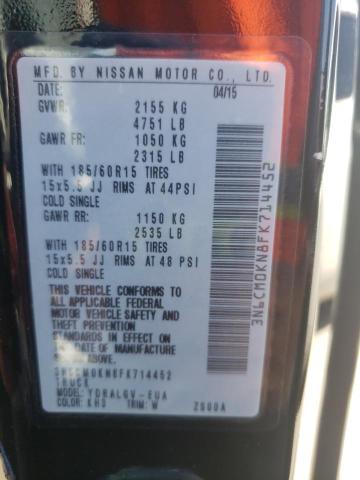 MFD. BY NISSAN MOTOR CO., LTD.
DATE: 04/15
GVWR: 2155 KG
4751 LB
GAWR FR: 1050 KG
2315 LB
WITH 185/60R15 TIRES
15x5.5 JJ RIMS AT 44PSI
COLD SINGLE
GAWR RR: 1150 KG
2535 LB
WITH 185/60R15 TIRES
15x5.5 JJ RIMS AT 48 PSI
COLD SINGLE
THIS VEHICLE CONFORMS TO
ALL APPLICABLE FEDERAL
MOTOR VEHICLE SAFETY
STANDARDS IN EFFECT ON
THE DATE OF MANUFACTURE
SHOWN ABOVE.
3N6CM0KN8FK714452
TRUCK
MODEL: YDRALGV-EUA
COLOR: KH3 TRIM: W ZS00A
3N6CM0KN8FK714452